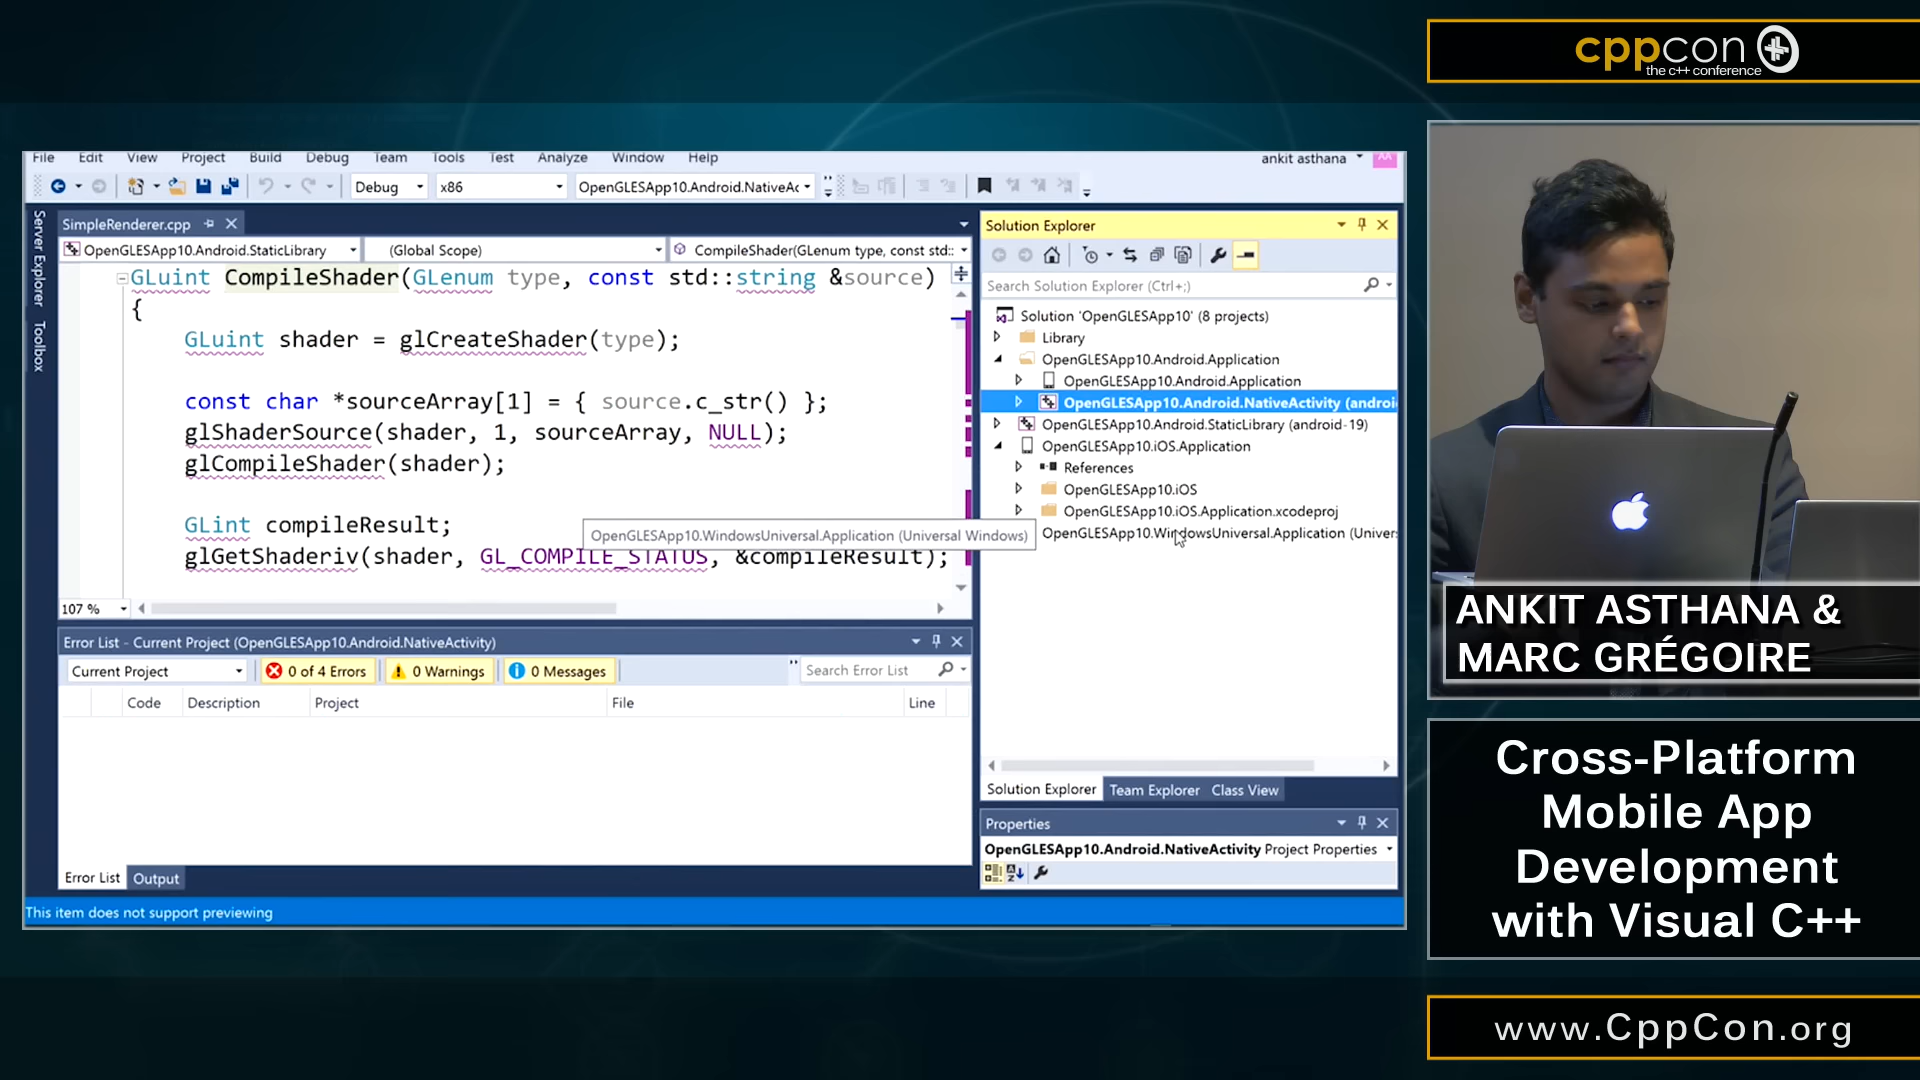 File Edit View Project Build Debug Team Tools Test Analyze Window Help
ankit asthana
AA
Debug
x86
OpenGLESApp10.Android.NativeAc
Server Explorer
Toolbox
SimpleRenderer.cpp
OpenGLESApp10.Android.StaticLibrary
(Global Scope)
CompileShader(GLenum type, const std::
GLuint CompileShader(GLenum type, const std::string &source)
{
GLuint shader = glCreateShader(type);
const char *sourceArray[1] = { source.c_str() };
glShaderSource(shader, 1, sourceArray, NULL);
glCompileShader(shader);
GLint compileResult;
glGetShaderiv(shader, GL_COMPILE_STATUS, &compileResult);
OpenGLESApp10.WindowsUniversal.Application (Universal Windows)
107 %
Error List - Current Project (OpenGLESApp10.Android.NativeActivity)
Current Project
0 of 4 Errors
0 Warnings
0 Messages
Search Error List
Code Description Project File Line
Error List Output
This item does not support previewing
Solution Explorer
Search Solution Explorer (Ctrl+;)
Solution 'OpenGLESApp10' (8 projects)
Library
OpenGLESApp10.Android.Application
OpenGLESApp10.Android.Application
OpenGLESApp10.Android.NativeActivity (androi
OpenGLESApp10.Android.StaticLibrary (android-19)
OpenGLESApp10.iOS.Application
References
OpenGLESApp10.iOS
OpenGLESApp10.iOS.Application.xcodeproj
OpenGLESApp10.WindowsUniversal.Application (Univers
Solution Explorer Team Explorer Class View
Properties
OpenGLESApp10.Android.NativeActivity Project Properties
cppcon
the c++ conference
ANKIT ASTHANA &
MARC GRÉGOIRE
Cross-Platform
Mobile App
Development
with Visual C++
www.CppCon.org